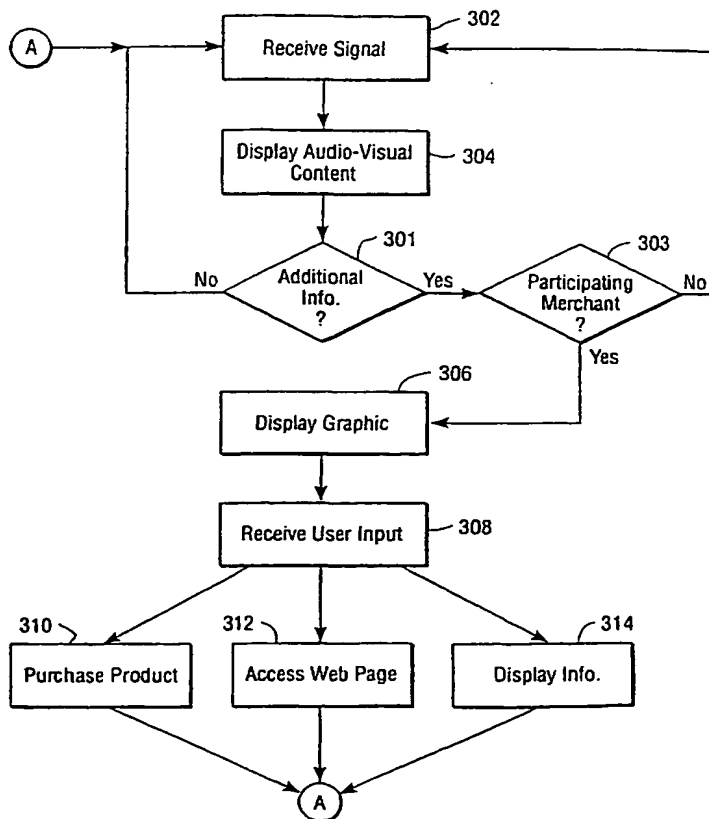 302
A
Receive Signal
Display Audio-Visual
Content
304
301
303
No
Additional
Info.
?
Yes
Participating
Merchant
?
No
Yes
306
Display Graphic
Receive User Input
308
310
312
314
Purchase Product
Access Web Page
Display Info.
A